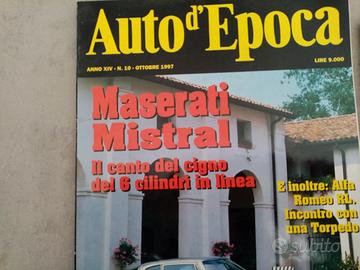 Auto d'Epoca
ANNO XIV - N. 10 - OTTOBRE 1997
LIRE 9.000
Maserati
Mistral
Il canto del cigno
del 6 cilindri in linea
E inoltre: Alfa
Romeo RL.
Incontro con
una Torpedo
subito